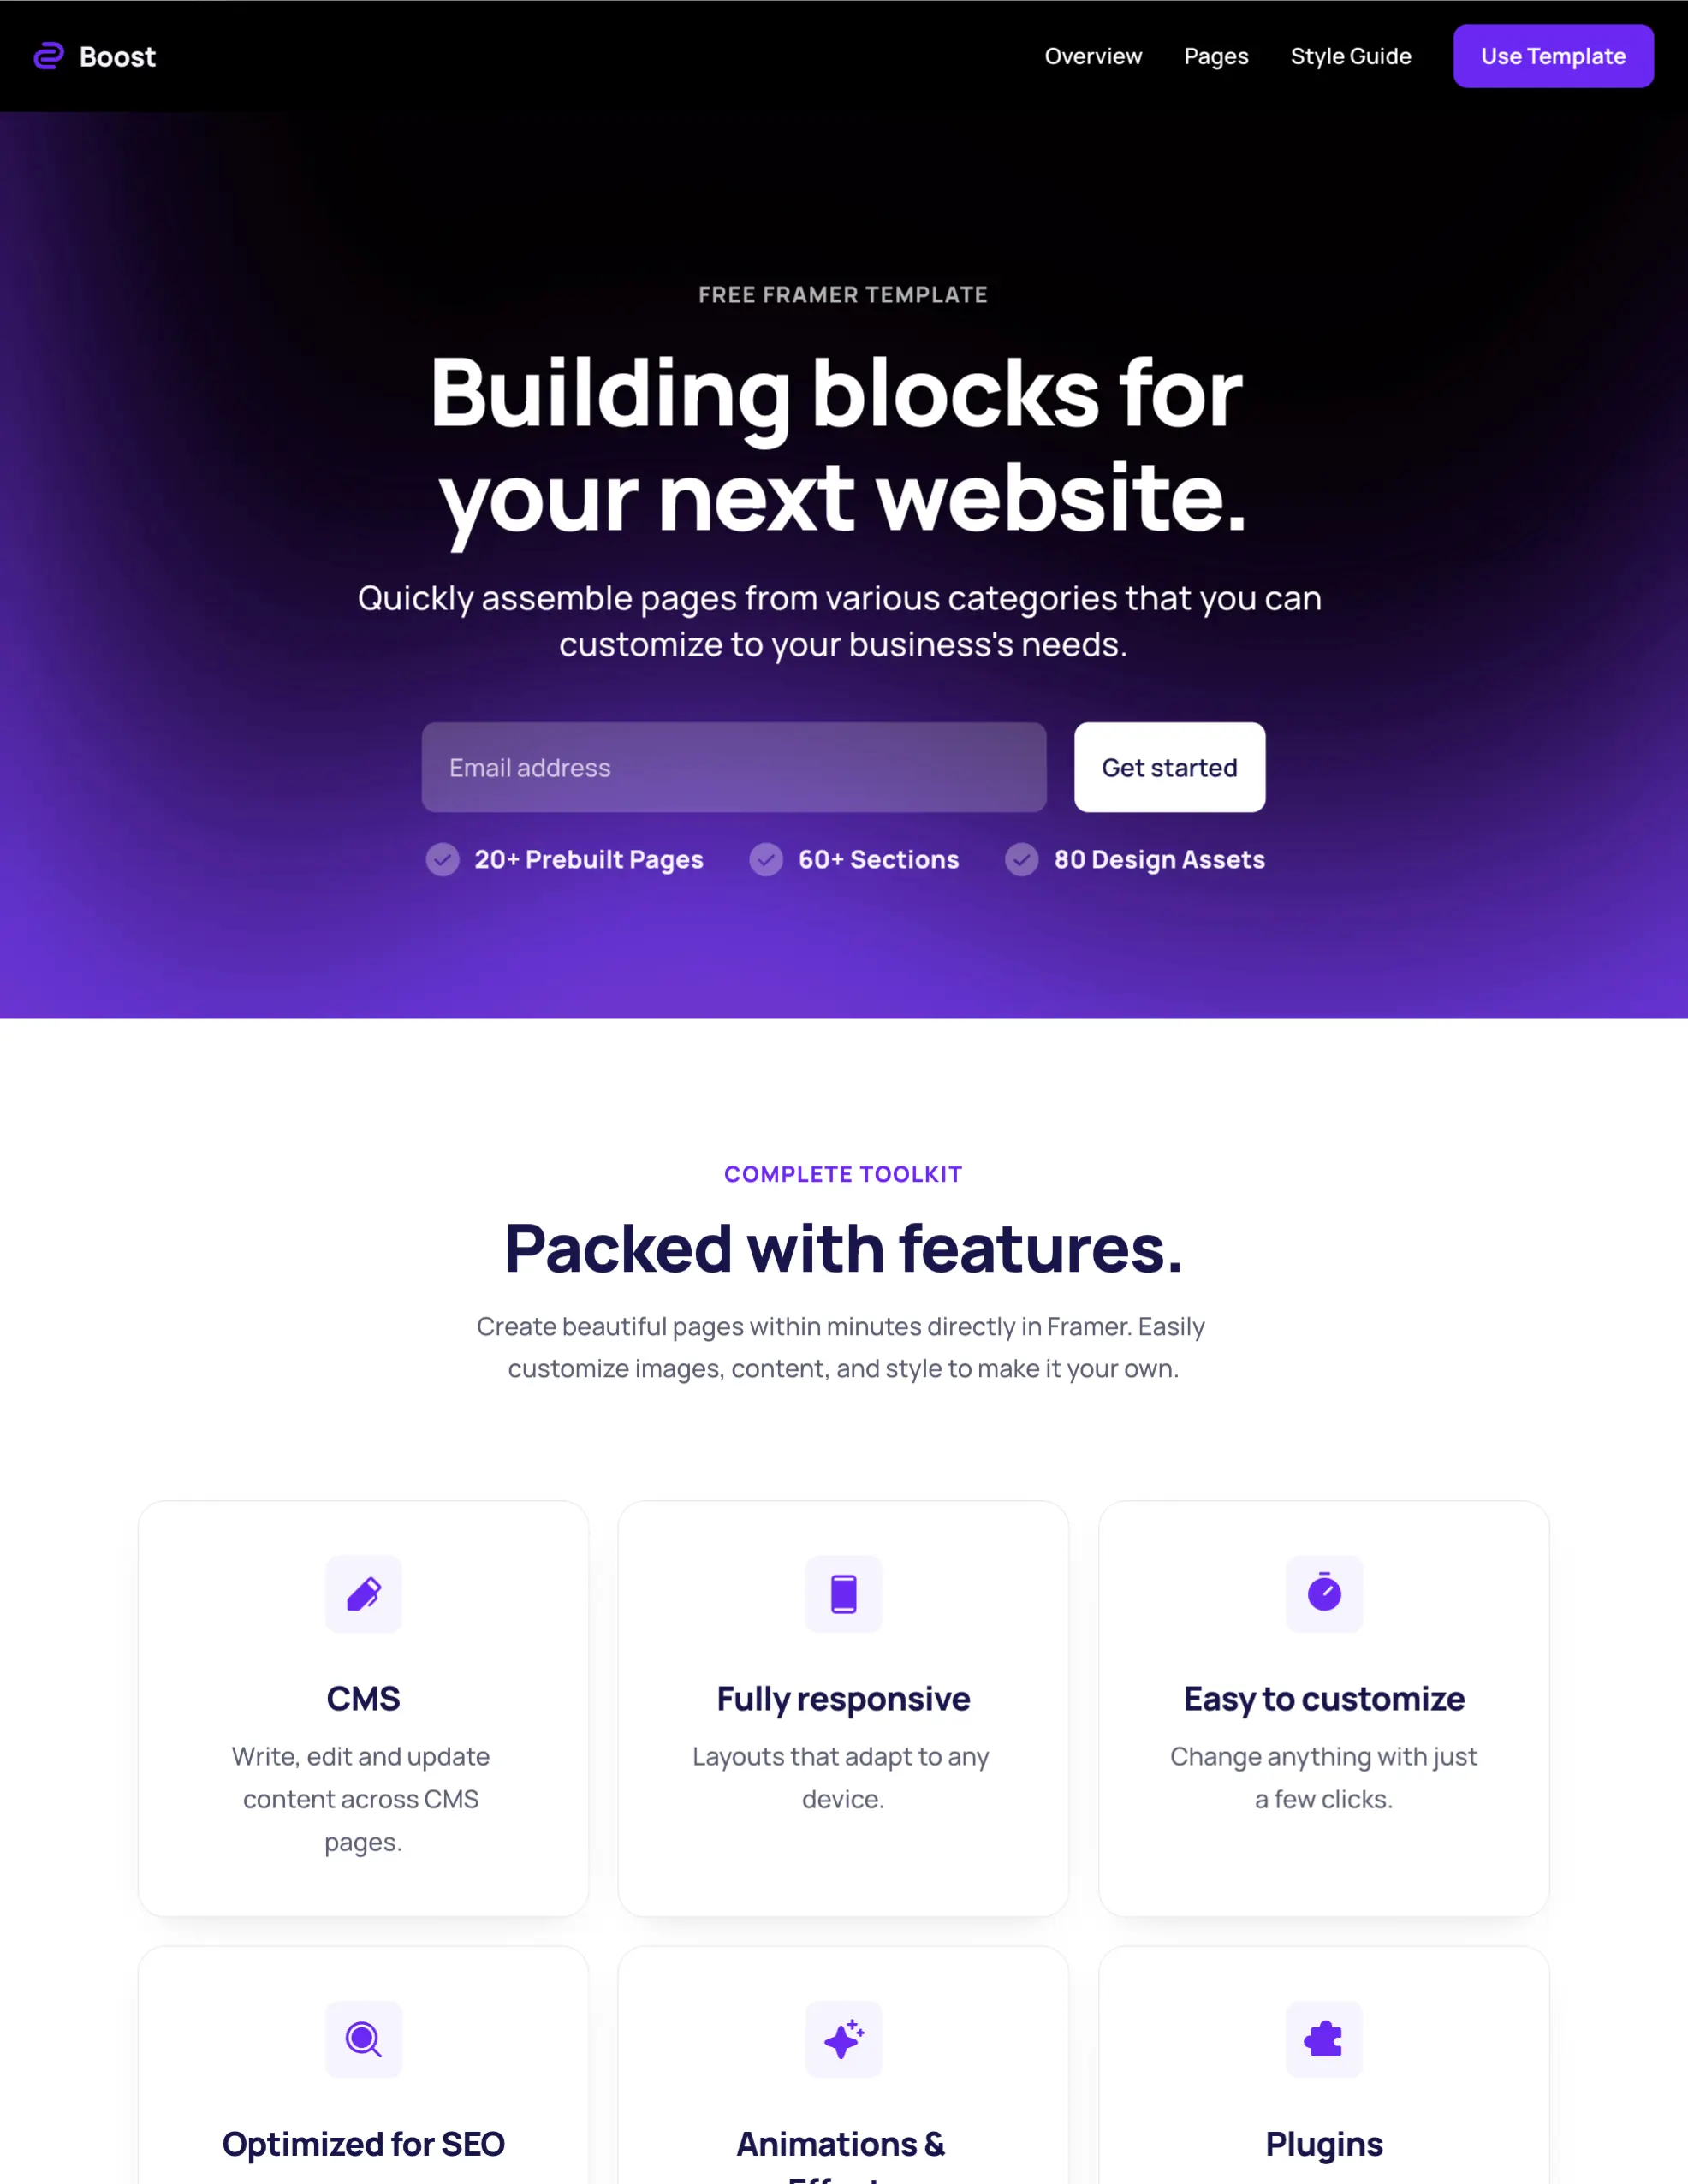 Boost
Overview
Pages
Style Guide
Use Template
FREE FRAMER TEMPLATE
Building blocks for
your next website.
Quickly assemble pages from various categories that you can
customize to your business's needs.
Email address
Get started
20+ Prebuilt Pages
60+ Sections
80 Design Assets
COMPLETE TOOLKIT
Packed with features.
Create beautiful pages within minutes directly in Framer. Easily
customize images, content, and style to make it your own.
CMS
Write, edit and update
content across CMS
pages.
Fully responsive
Layouts that adapt to any
device.
Easy to customize
Change anything with just
a few clicks.
Optimized for SEO
Animations &
Plugins